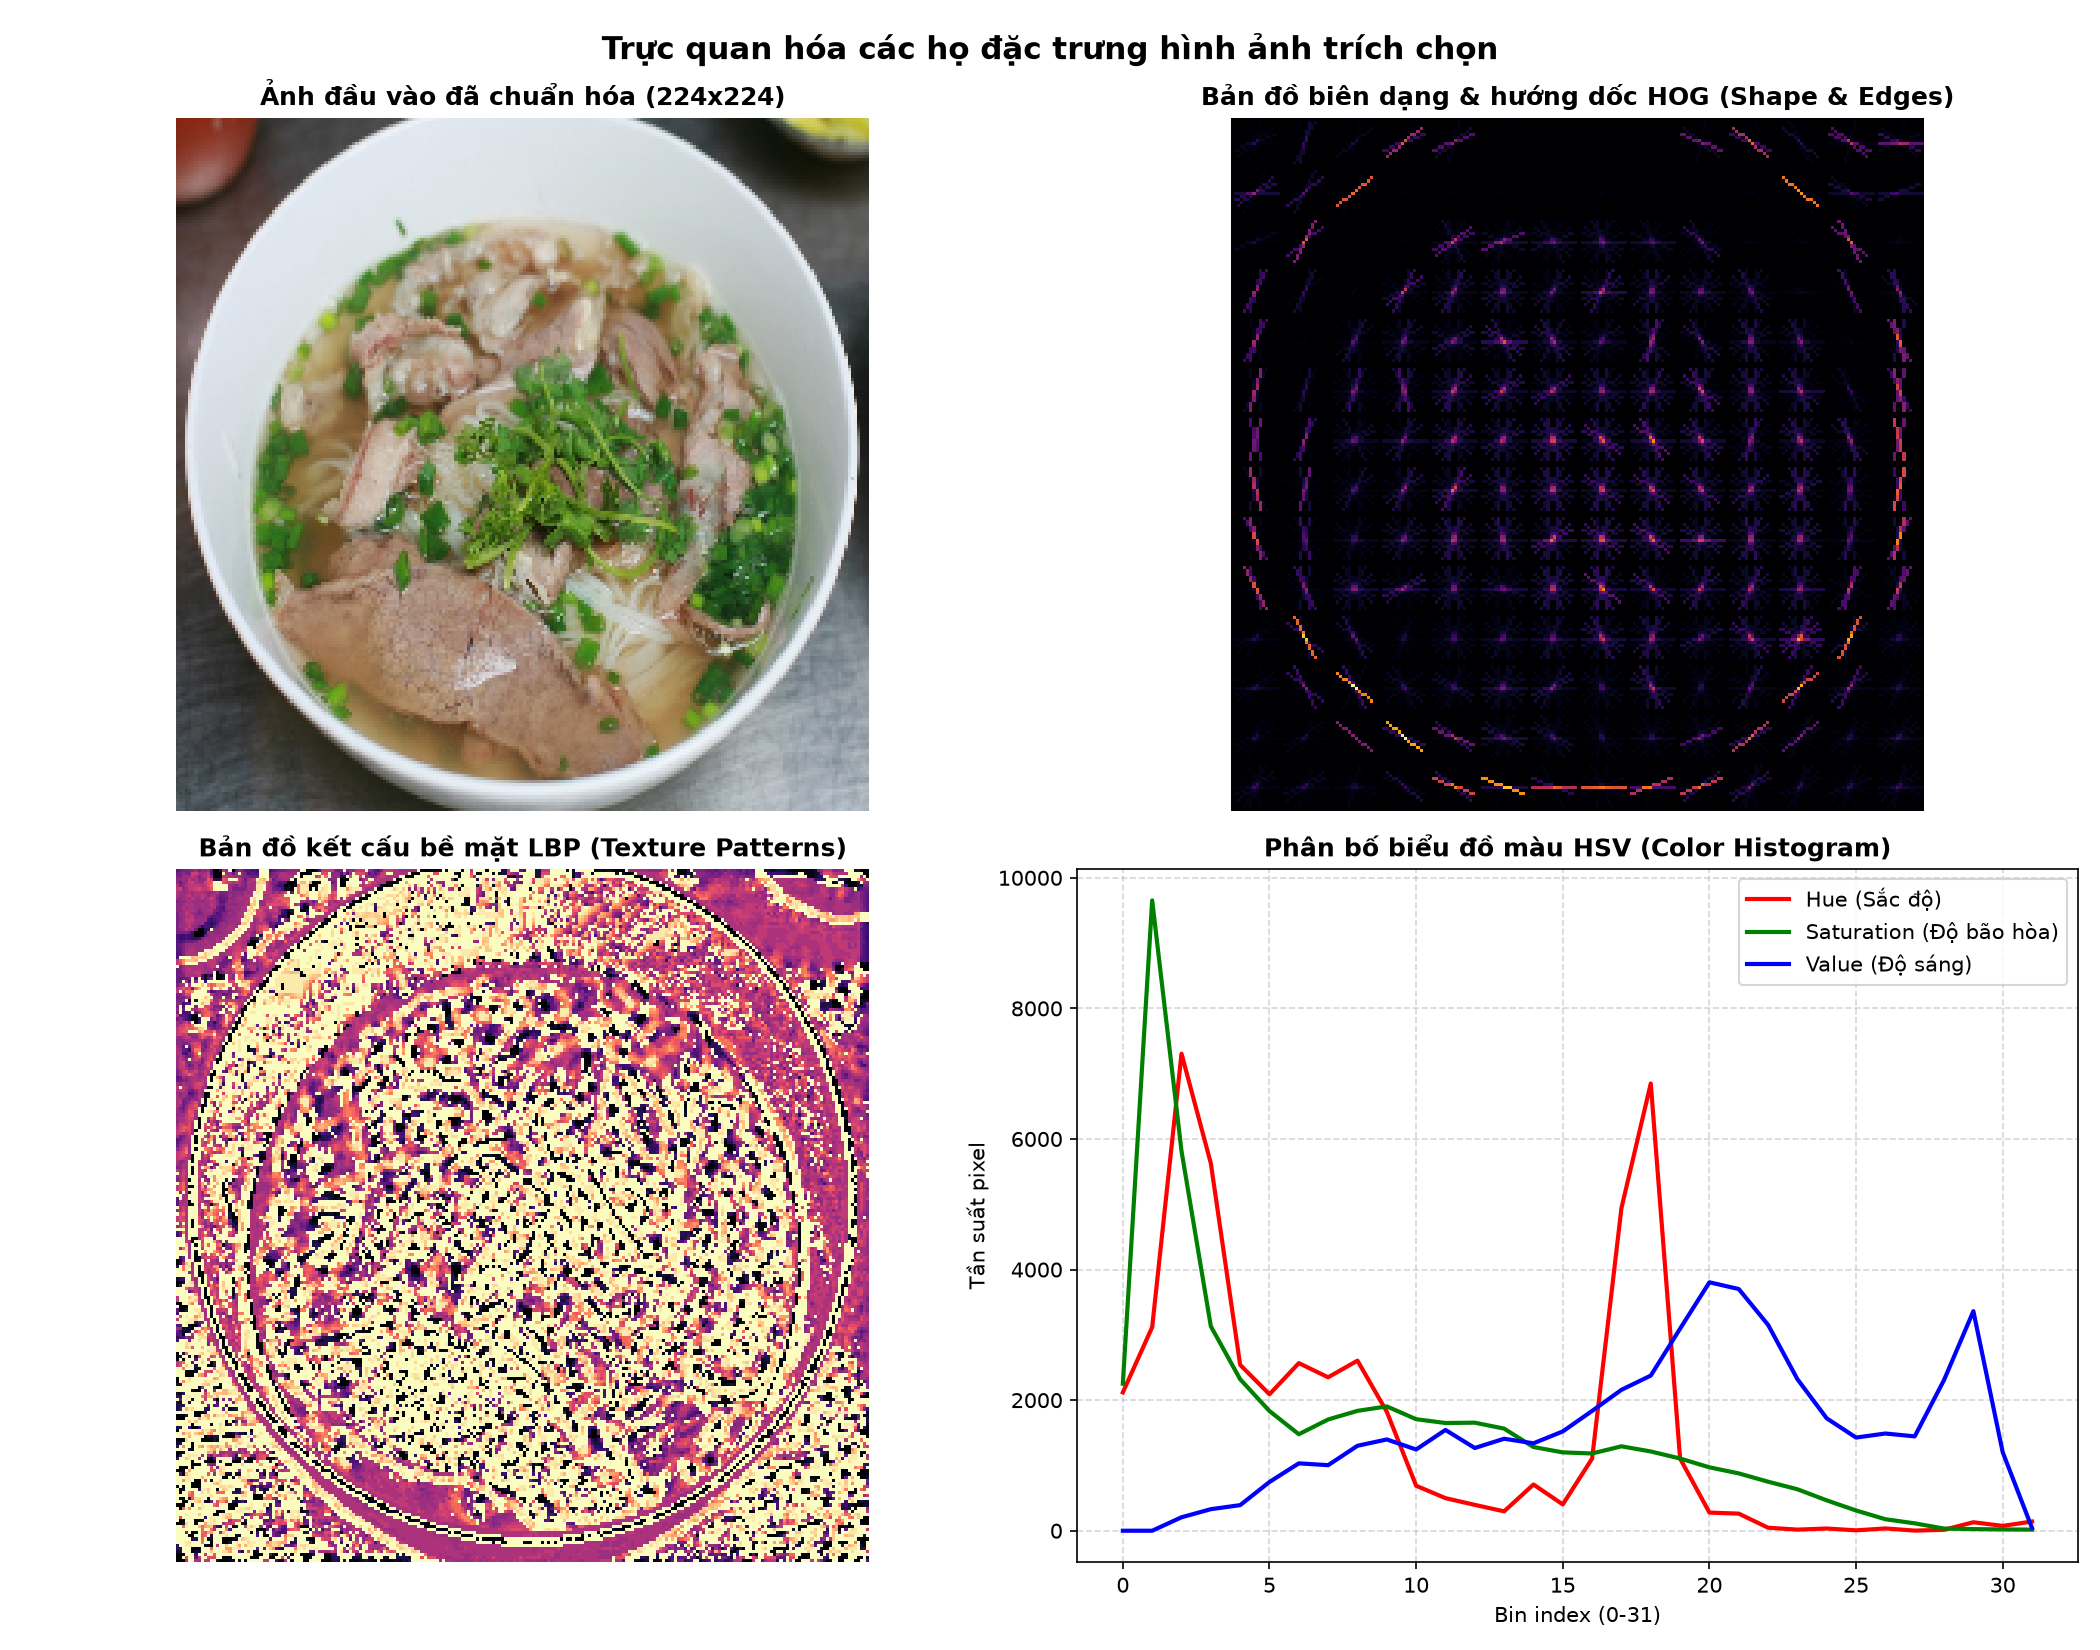 Trực quan hóa các họ đặc trưng hình ảnh trích chọn
Ảnh đầu vào đã chuẩn hóa (224x224)
Bản đồ biên dạng & hướng dốc HOG (Shape & Edges)
Bản đồ kết cấu bề mặt LBP (Texture Patterns)
Phân bố biểu đồ màu HSV (Color Histogram)
10000
8000
6000
4000
2000
0
Tần suất pixel
Hue (Sắc độ)
Saturation (Độ bão hòa)
Value (Độ sáng)
0 5 10 15 20 25 30
Bin index (0-31)